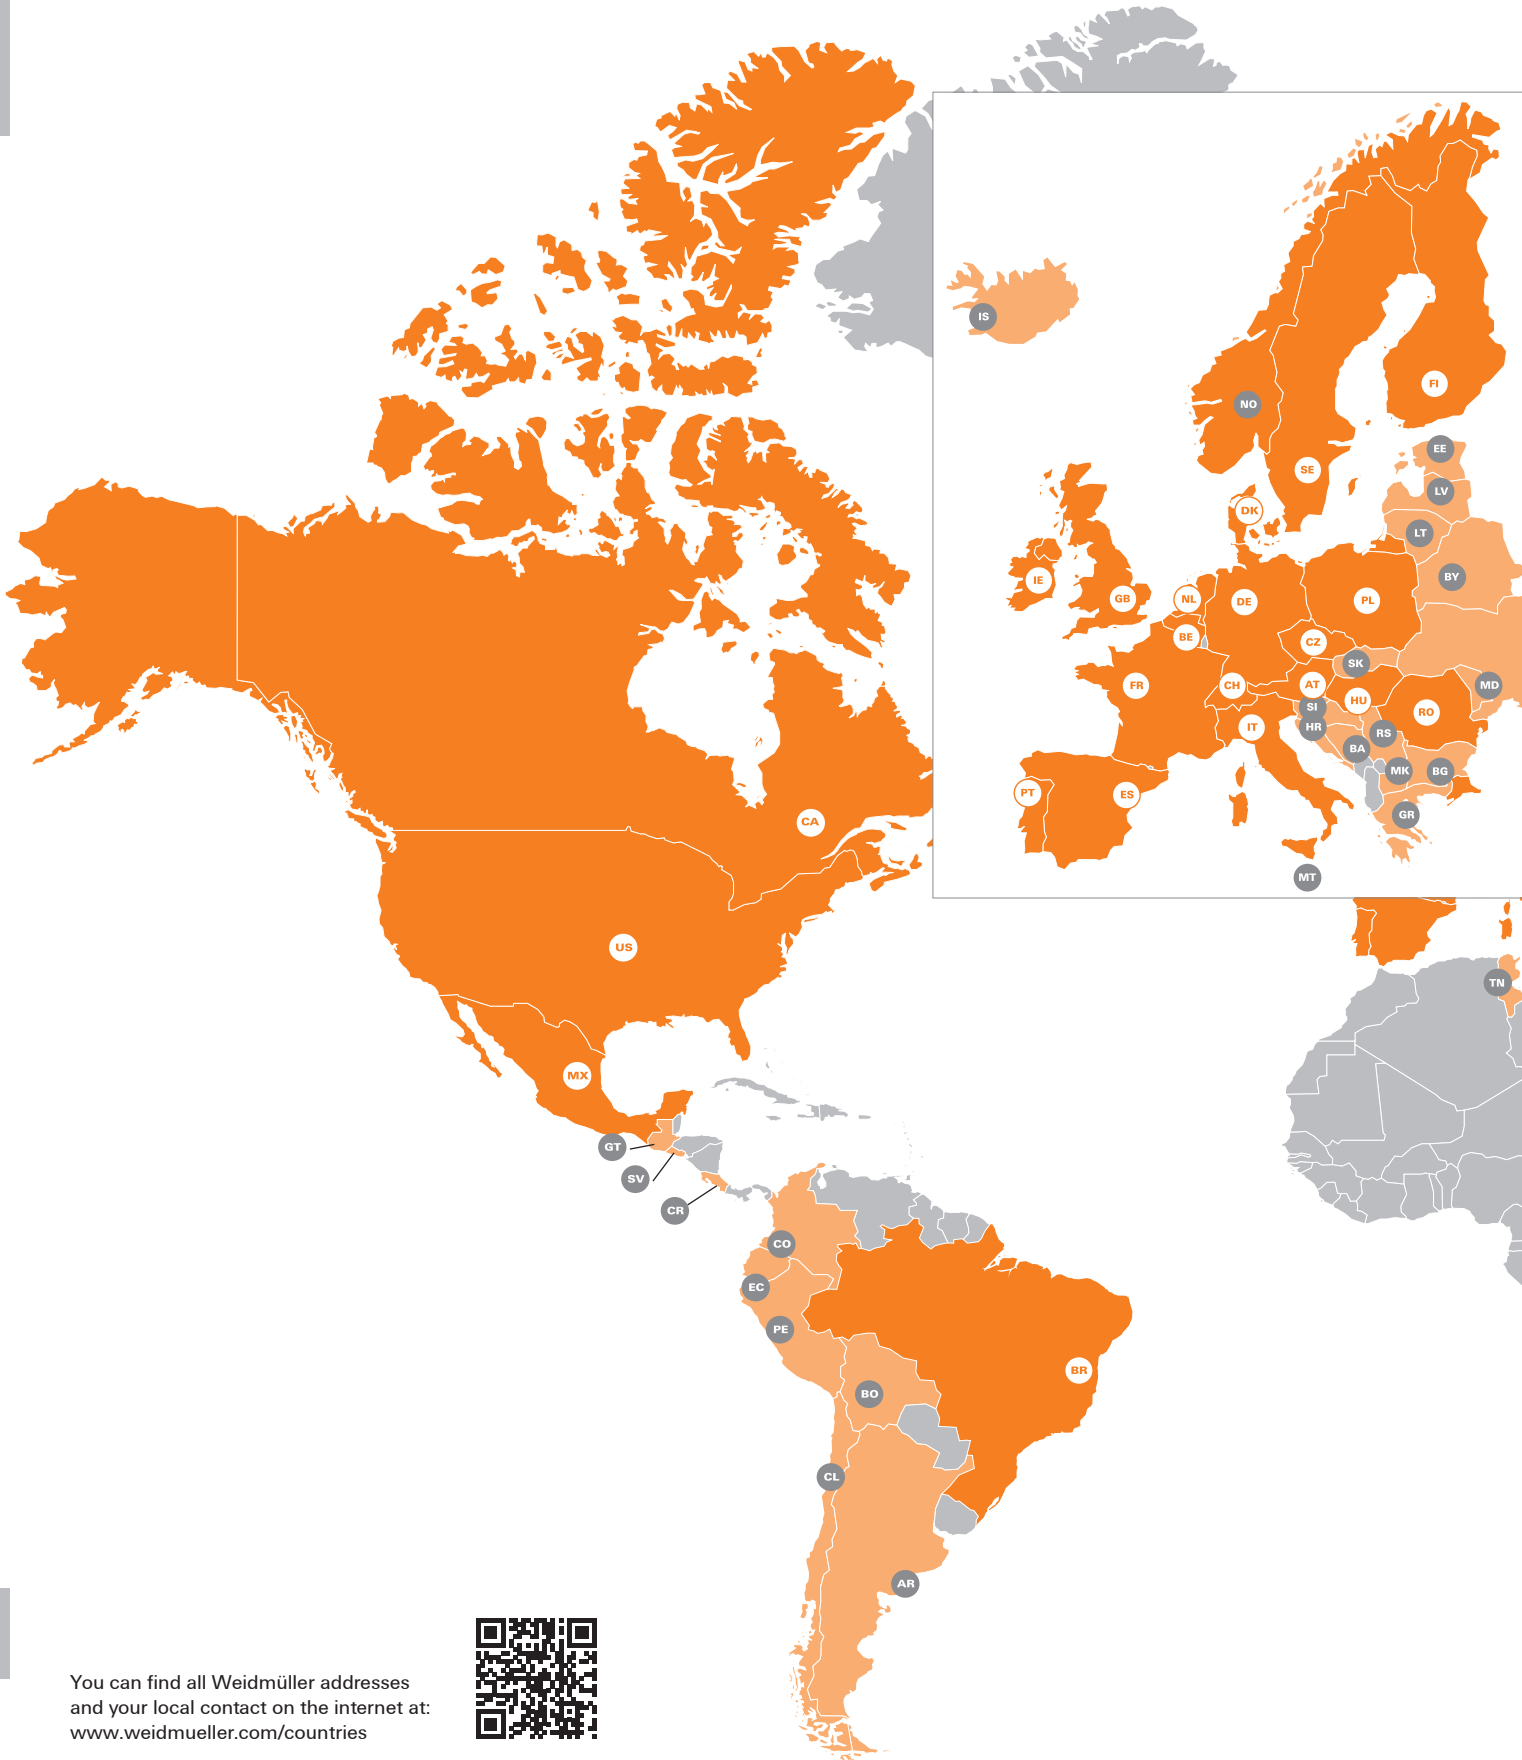 IS
FI
NO
EE
SE
LV
DK
LT
BY
IE
GB
NL
DE
PL
BE
CZ
SK
FR
CH
AT
MD
SI
HU
RO
IT
HR
RS
BA
MK
BG
PT
ES
GR
MT
CA
US
TN
MX
GT
SV
CR
CO
EC
PE
BR
BO
CL
AR
You can find all Weidmüller addresses
and your local contact on the internet at:
www.weidmueller.com/countries